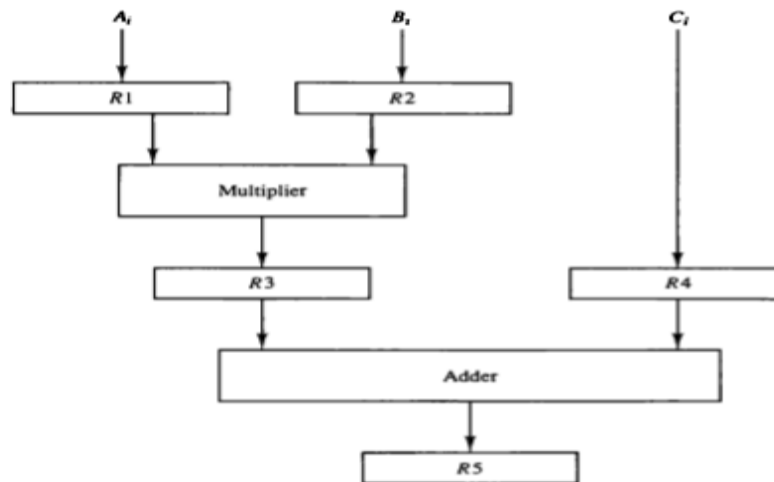 Ai Bi Ci
R1 R2
Multiplier
R3 R4
Adder
R5